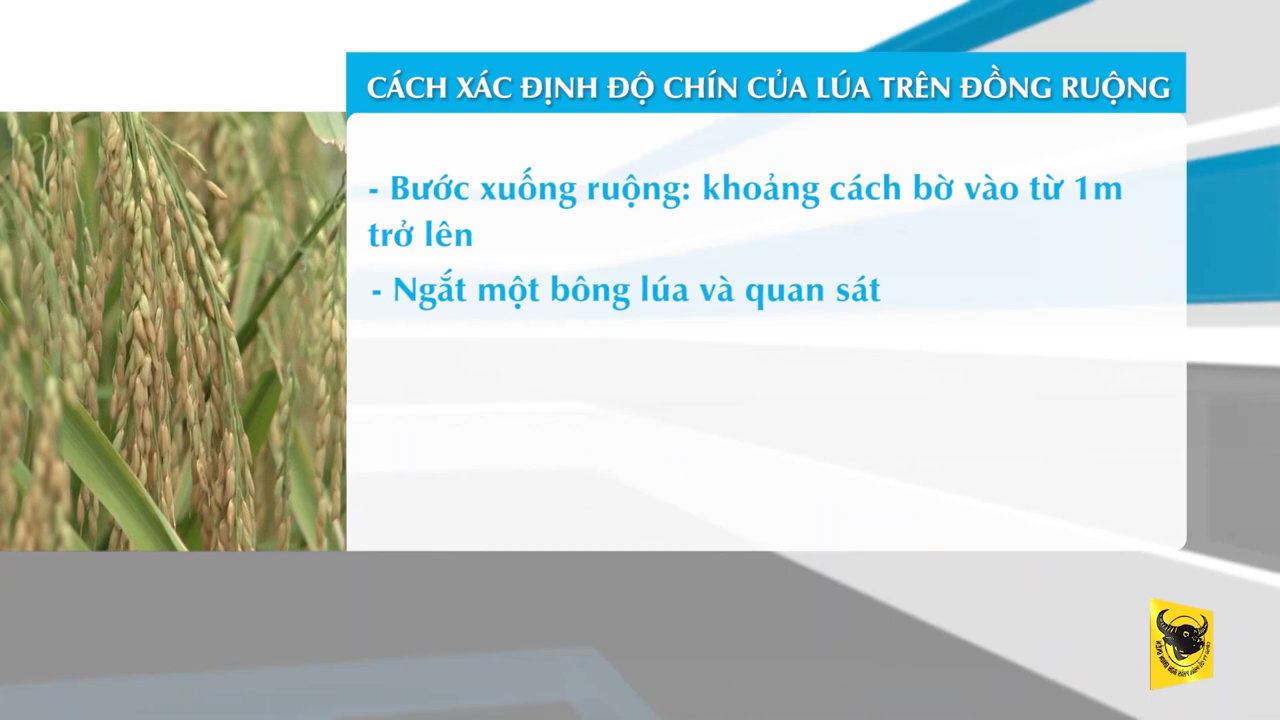 CÁCH XÁC ĐỊNH ĐỘ CHÍN CỦA LÚA TRÊN ĐỒNG RUỘNG
- Bước xuống ruộng: khoảng cách bờ vào từ 1m
trở lên
- Ngắt một bông lúa và quan sát